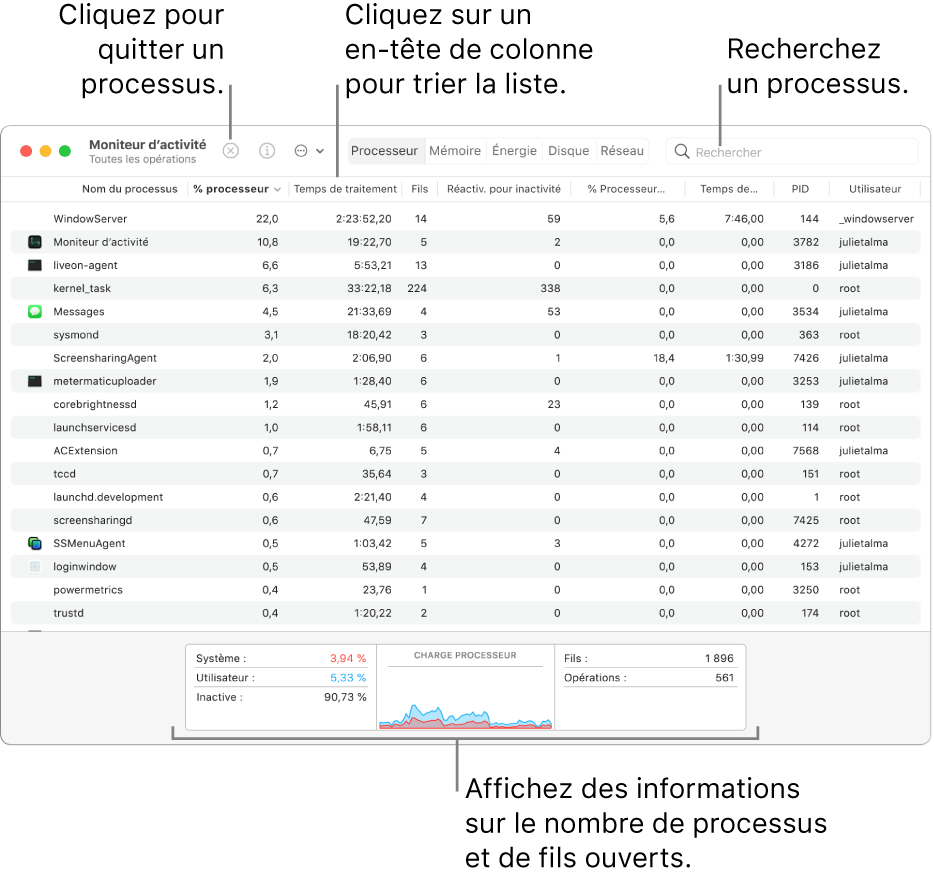 Cliquez pour
quitter un
processus.
Cliquez sur un
en-tête de colonne
pour trier la liste.
Recherchez
un processus.
Moniteur d’activité
Toutes les opérations
Processeur Mémoire Énergie Disque Réseau
Rechercher
Nom du processus % processeur Temps de traitement Fils Réactiv. pour inactivité % Processeur... Temps de... PID Utilisateur
WindowServer 22,0 2:23:52,20 14 59 5,6 7:46,00 144 _windowserver
Moniteur d’activité 10,8 19:22,70 5 2 0,0 0,00 3782 julietalma
liveon-agent 6,6 5:53,21 13 0 0,0 0,00 3186 julietalma
kernel_task 6,3 33:22,18 224 338 0,0 0,00 0 root
Messages 4,5 21:33,69 4 53 0,0 0,00 3534 julietalma
sysmond 3,1 18:20,42 3 0 0,0 0,00 363 root
ScreensharingAgent 2,0 2:06,90 6 1 18,4 1:30,99 7426 julietalma
metermaticuploader 1,9 1:28,40 6 0 0,0 0,00 3253 julietalma
corebrightnessd 1,2 45,91 6 23 0,0 0,00 139 root
launchservicesd 1,0 1:58,11 6 0 0,0 0,00 114 root
ACExtension 0,7 6,75 5 4 0,0 0,00 7568 julietalma
tccd 0,7 35,64 3 0 0,0 0,00 151 root
launchd.development 0,6 2:21,40 4 0 0,0 0,00 1 root
screensharingd 0,6 47,59 7 0 0,0 0,00 7425 root
SSMenuAgent 0,5 1:03,42 5 3 0,0 0,00 4272 julietalma
loginwindow 0,5 53,89 4 0 0,0 0,00 153 julietalma
powermetrics 0,4 23,76 1 0 0,0 0,00 3250 root
trustd 0,4 1:20,22 2 0 0,0 0,00 174 root
Système : 3,94 %
Utilisateur : 5,33 %
Inactive : 90,73 %
CHARGE PROCESSEUR
Fils : 1 896
Opérations : 561
Affichez des informations
sur le nombre de processus
et de fils ouverts.